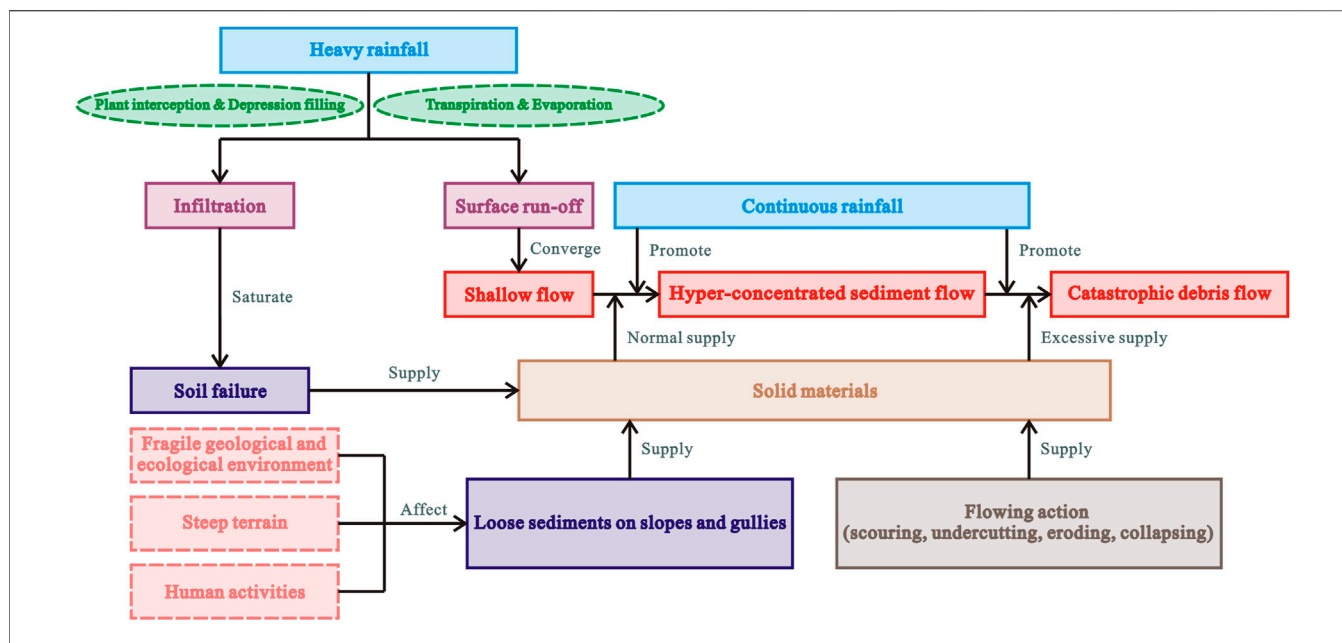 Heavy rainfall
Plant interception & Depression filling
Transpiration & Evaporation
Infiltration
Surface run-off
Continuous rainfall
Converge
Promote
Promote
Saturate
Shallow flow
Hyper-concentrated sediment flow
Catastrophic debris flow
Normal supply
Excessive supply
Soil failure
Supply
Solid materials
Fragile geological and
ecological environment
Supply
Supply
Steep terrain
Affect
Loose sediments on slopes and gullies
Flowing action
(scouring, undercutting, eroding, collapsing)
Human activities